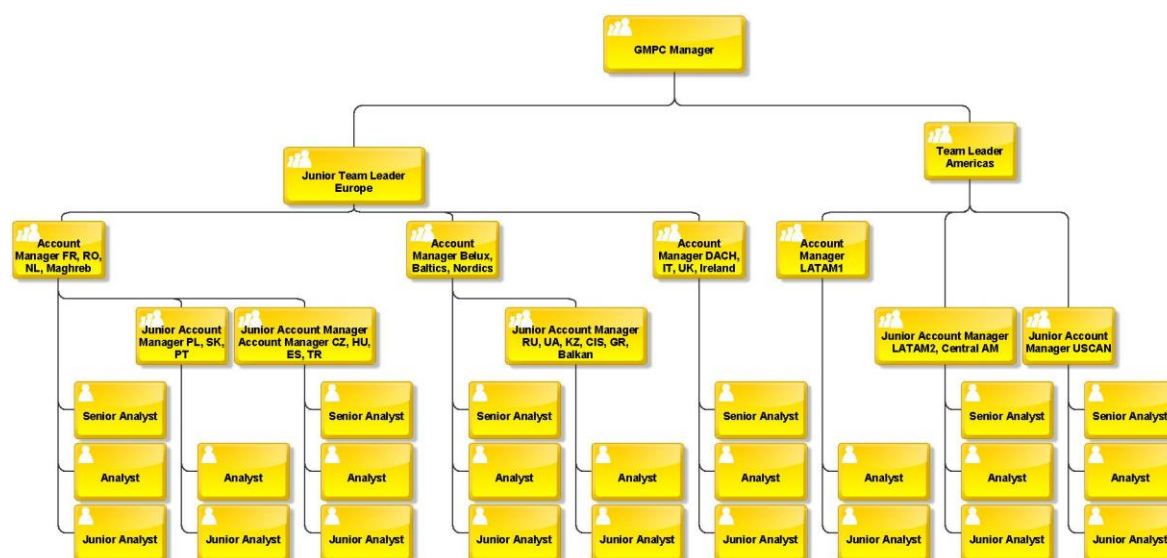 GMPC Manager
Team Leader
Americas
Junior Team Leader
Europe
Account
Manager FR, RO,
NL, Maghreb
Account
Manager Belux,
Baltics, Nordics
Account
Manager DACH,
IT, UK, Ireland
Account
Manager
LATAM1
Junior Account
Manager PL, SK,
PT
Junior Account Manager
Account Manager CZ, HU,
ES, TR
Junior Account Manager
RU, UA, KZ, CIS, GR,
Balkan
Junior Account Manager
LATAM2, Central AM
Junior Account
Manager USCAN
Senior Analyst
Senior Analyst
Senior Analyst
Senior Analyst
Senior Analyst
Senior Analyst
Analyst
Analyst
Analyst
Analyst
Analyst
Analyst
Analyst
Analyst
Analyst
Junior Analyst
Junior Analyst
Junior Analyst
Junior Analyst
Junior Analyst
Junior Analyst
Junior Analyst
Junior Analyst
Junior Analyst